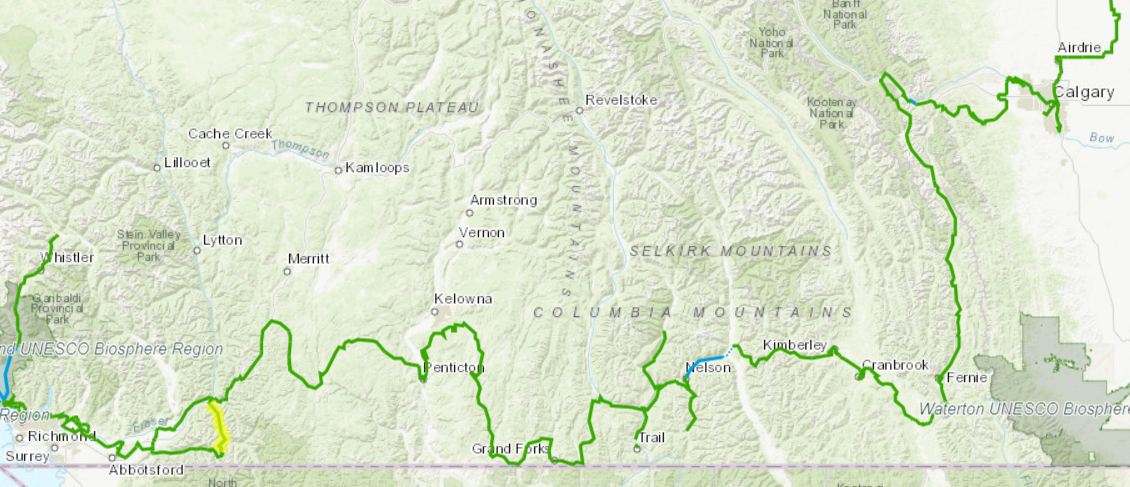 Banff
National
Park
Yoho
National
Park
Airdrie
Calgary
Kootenay
National
Park
Bow
MONASHEE MOUNTAINS
Revelstoke
THOMPSON PLATEAU
Cache Creek
Thompson
Lillooet
Kamloops
Armstrong
Stein Valley
Provincial
Park
Lytton
Vernon
Merritt
SELKIRK MOUNTAINS
Whistler
Garibaldi
Provincial
Park
Kelowna
COLUMBIA MOUNTAINS
nd UNESCO Biosphere Region
Penticton
Nelson
Kimberley
Cranbrook
Fernie
Waterton UNESCO Biosphere
Region
Fraser
Richmond
Surrey
Abbotsford
Grand Forks
Trail
North